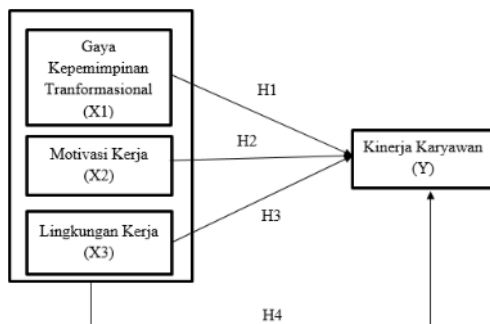 Gaya
Kepemimpinan
Tranformasional
(X1)
H1
Motivasi Kerja
(X2)
H2
Kinerja Karyawan
(Y)
Lingkungan Kerja
(X3)
H3
H4